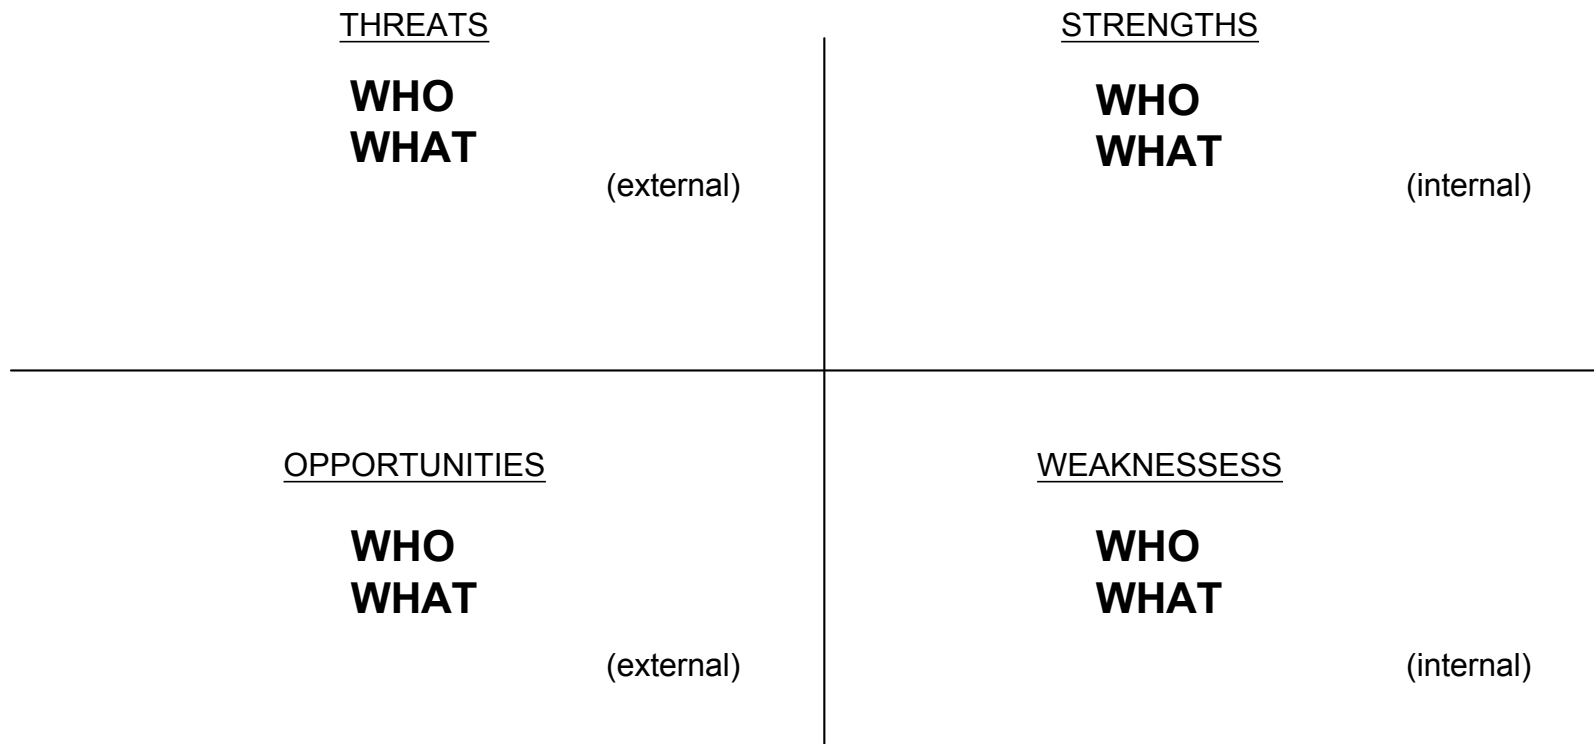 THREATS
WHO
WHAT
(external)
STRENGTHS
WHO
WHAT
(internal)
OPPORTUNITIES
WHO
WHAT
(external)
WEAKNESSESS
WHO
WHAT
(internal)